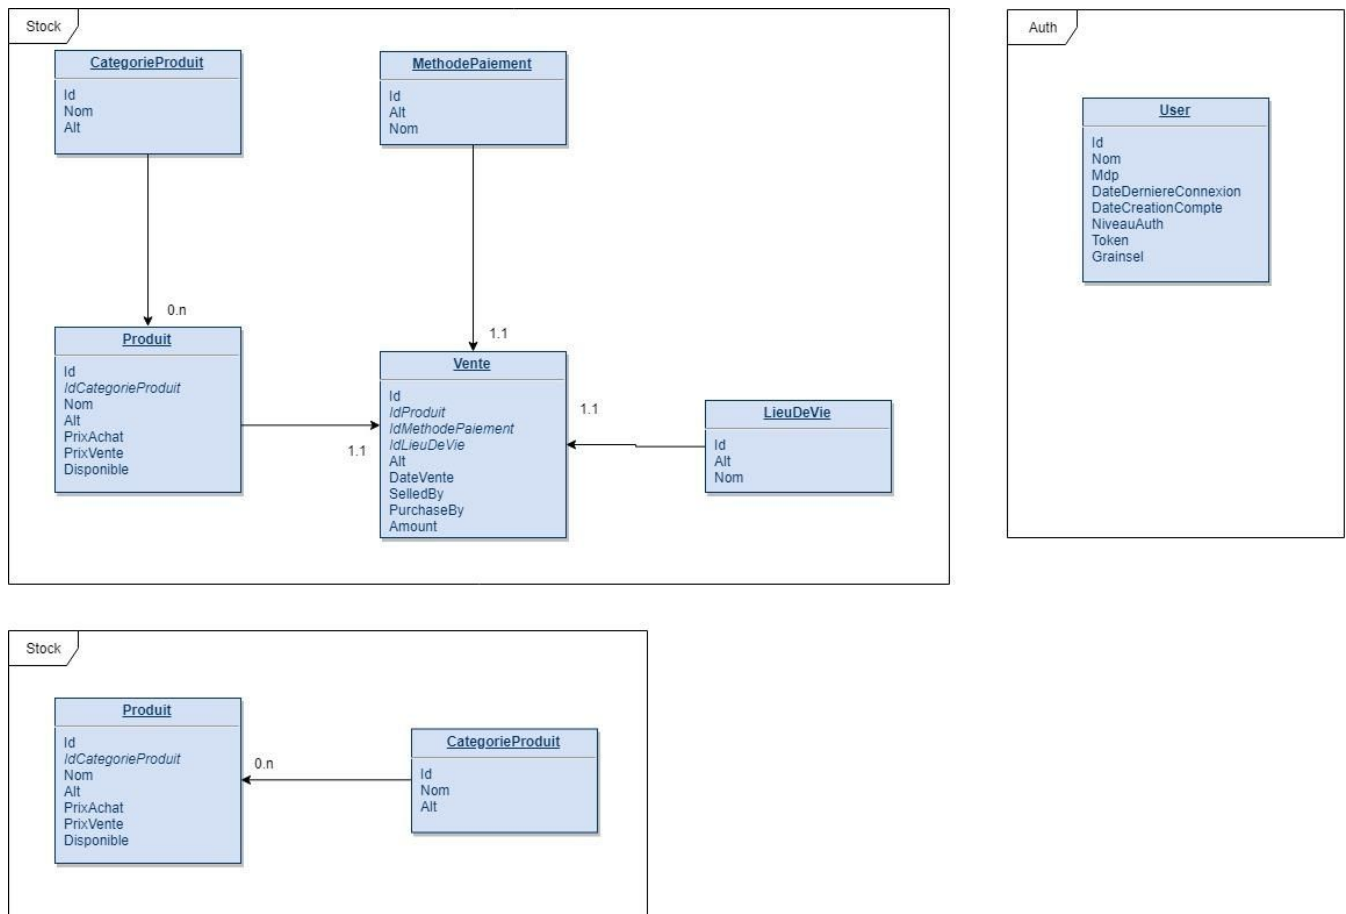 Stock
CategorieProduit
Id
Nom
Alt
MethodePaiement
Id
Alt
Nom
0.n
1.1
Produit
Id
IdCategorieProduit
Nom
Alt
PrixAchat
PrixVente
Disponible
1.1
Vente
Id
IdProduit
IdMethodePaiement
IdLieuDeVie
Alt
DateVente
SelledBy
PurchaseBy
Amount
1.1
LieuDeVie
Id
Alt
Nom
Auth
User
Id
Nom
Mdp
DateDerniereConnexion
DateCreationCompte
NiveauAuth
Token
Grainsel
Stock
Produit
Id
IdCategorieProduit
Nom
Alt
PrixAchat
PrixVente
Disponible
0.n
CategorieProduit
Id
Nom
Alt